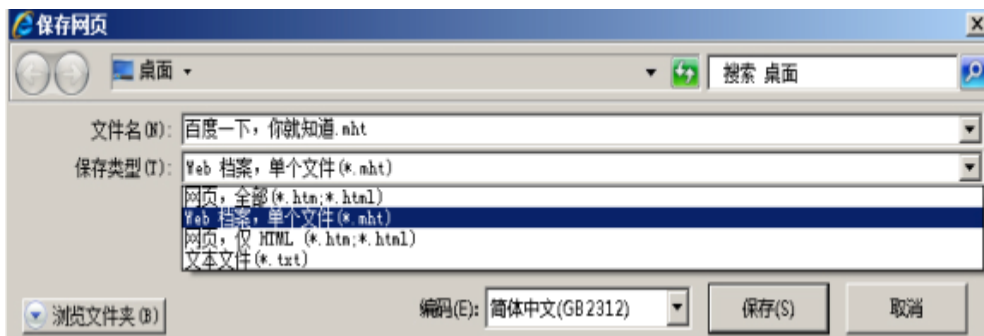 保存网页
桌面
搜索 桌面
文件名(N): 百度一下，你就知道.mht
保存类型(T): Web 档案，单个文件(*.mht)
网页，全部(*.htm;*.html)
Web 档案，单个文件(*.mht)
网页，仅 HTML (*.htm;*.html)
文本文件(*.txt)
浏览文件夹(B)
编码(E): 简体中文(GB2312)
保存(S)
取消